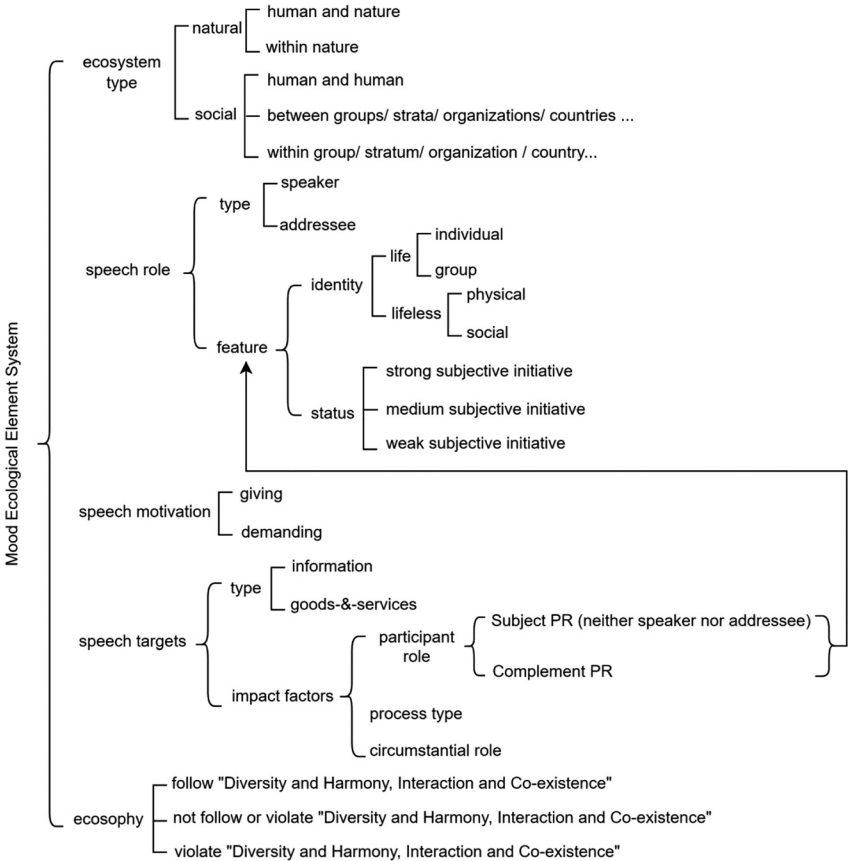 Mood Ecological Element System
ecosystem
type
natural
human and nature
within nature
social
human and human
between groups/ strata/ organizations/ countries ...
within group/ stratum/ organization / country...
speech role
type
speaker
addressee
feature
identity
life
individual
group
lifeless
physical
social
status
strong subjective initiative
medium subjective initiative
weak subjective initiative
speech motivation
giving
demanding
speech targets
type
information
goods-&-services
impact factors
participant
role
Subject PR (neither speaker nor addressee)
Complement PR
process type
circumstantial role
ecosophy
follow "Diversity and Harmony, Interaction and Co-existence"
not follow or violate "Diversity and Harmony, Interaction and Co-existence"
violate "Diversity and Harmony, Interaction and Co-existence"